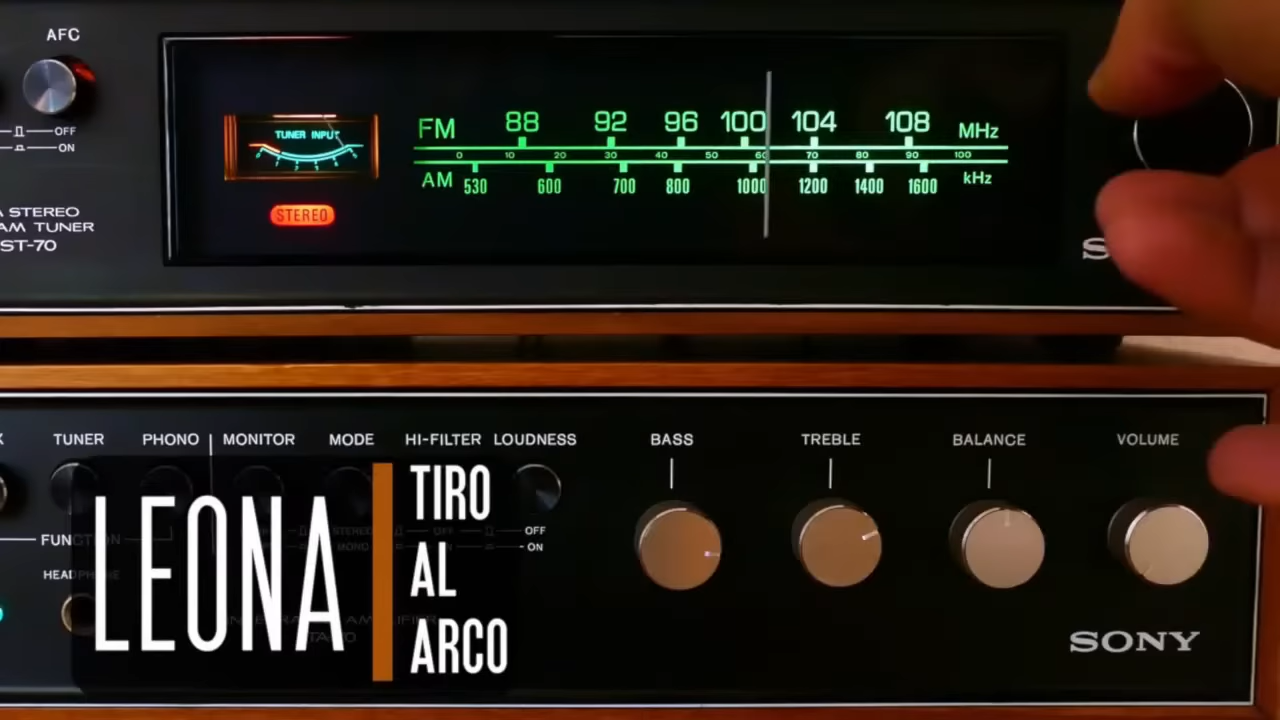 AFC
OFF
ON
A STEREO
AM TUNER
ST-70
TUNER INPUT
STEREO
FM 88 92 96 100 104 108 MHz
0 10 20 30 40 50 60 70 80 90 100
AM 530 600 700 800 1000 1200 1400 1600 kHz
S
TUNER PHONO MONITOR MODE HI-FILTER LOUDNESS BASS TREBLE BALANCE VOLUME
FUNCTION
STEREO
MONO
OFF
ON
HEADPHONE
LEONA
TIRO
AL
ARCO
SONY